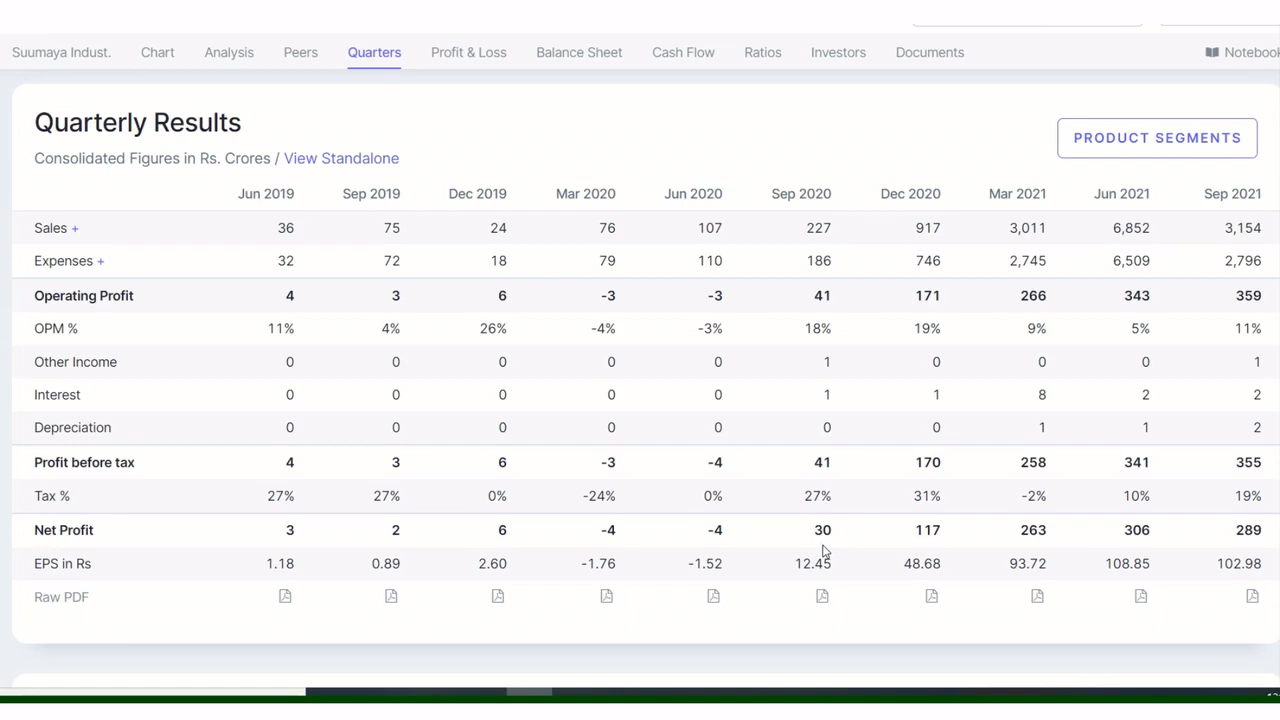 Suumaya Indust. Chart Analysis Peers Quarters Profit & Loss Balance Sheet Cash Flow Ratios Investors Documents
Quarterly Results
PRODUCT SEGMENTS
Consolidated Figures in Rs. Crores / View Standalone
Jun 2019 Sep 2019 Dec 2019 Mar 2020 Jun 2020 Sep 2020 Dec 2020 Mar 2021 Jun 2021 Sep 2021
Sales + 36 75 24 76 107 227 917 3,011 6,852 3,154
Expenses + 32 72 18 79 110 186 746 2,745 6,509 2,796
Operating Profit 4 3 6 -3 -3 41 171 266 343 359
OPM % 11% 4% 26% -4% -3% 18% 19% 9% 5% 11%
Other Income 0 0 0 0 0 1 0 0 0 1
Interest 0 0 0 0 0 1 1 8 2 2
Depreciation 0 0 0 0 0 0 0 1 1 2
Profit before tax 4 3 6 -3 -4 41 170 258 341 355
Tax % 27% 27% 0% -24% 0% 27% 31% -2% 10% 19%
Net Profit 3 2 6 -4 -4 30 117 263 306 289
EPS in Rs 1.18 0.89 2.60 -1.76 -1.52 12.45 48.68 93.72 108.85 102.98
Raw PDF